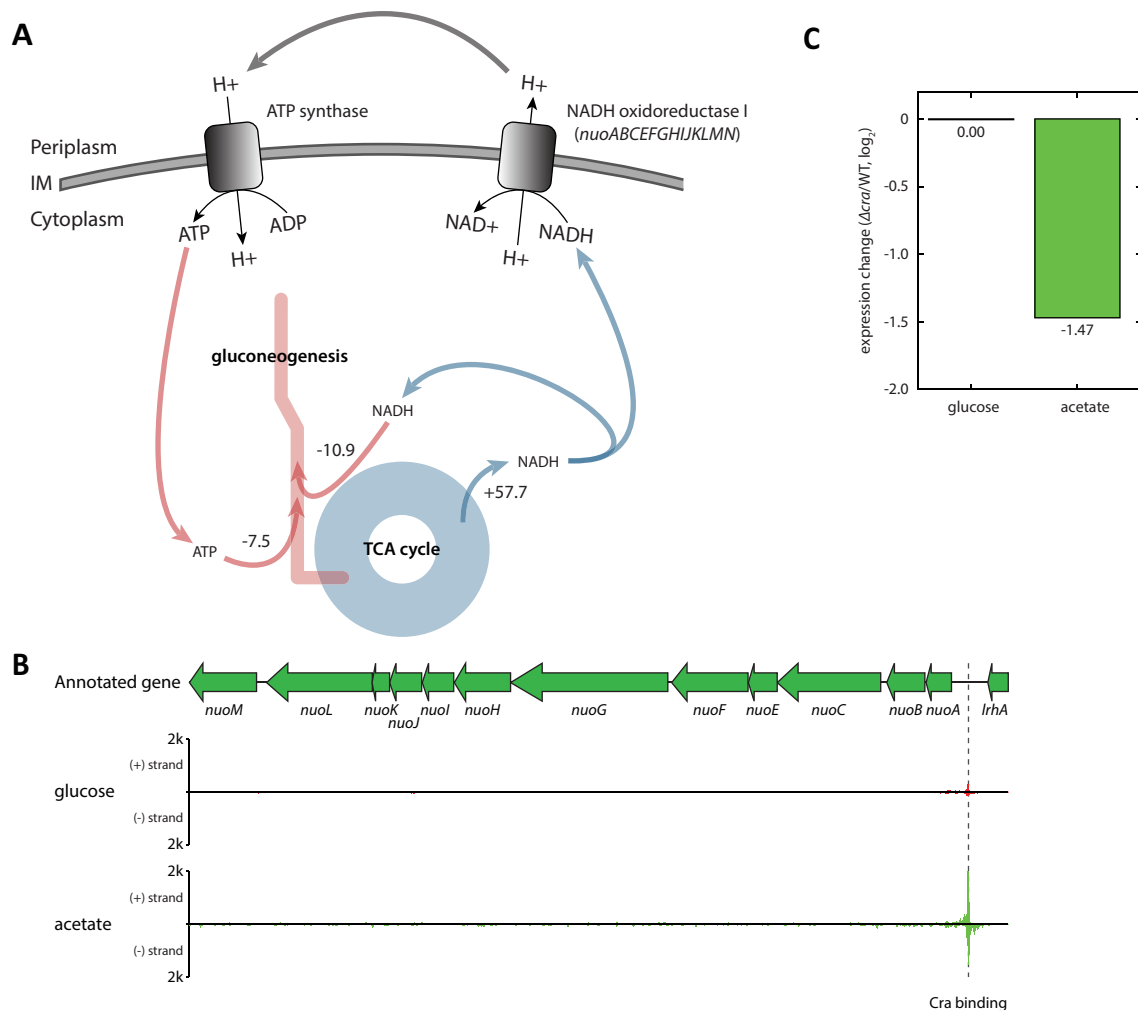 A
H+
ATP synthase
H+
NADH oxidoreductase I
(nuoABCEFGHIJKLMN)
Periplasm
IM
Cytoplasm
ATP
ADP
H+
NAD+
NADH
H+
gluconeogenesis
NADH
-10.9
NADH
+57.7
ATP
-7.5
TCA cycle
C
expression change (Δcra/WT, log2)
0
-0.5
-1.0
-1.5
-2.0
0.00
-1.47
glucose
acetate
B
Annotated gene
nuoM
nuoL
nuoK
nuoJ
nuoI
nuoH
nuoG
nuoF
nuoE
nuoC
nuoB
nuoA
lrhA
2k
(+) strand
glucose
(-) strand
2k
2k
(+) strand
acetate
(-) strand
2k
Cra binding